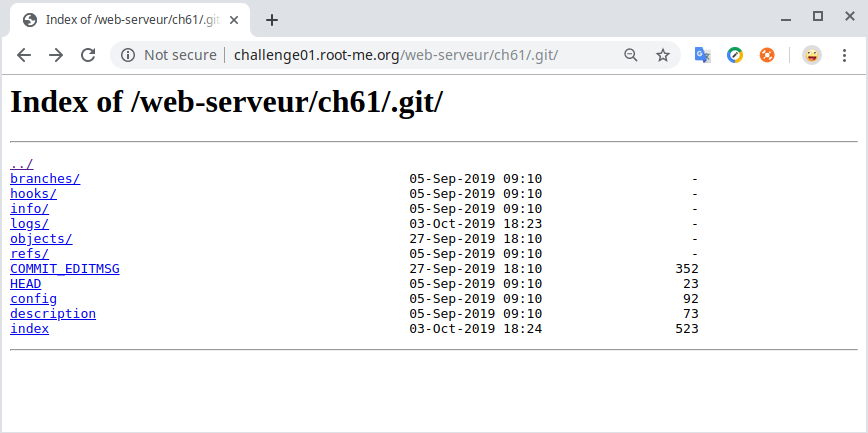 Index of /web-serveur/ch61/.git
Not secure challenge01.root-me.org/web-serveur/ch61/.git/
Index of /web-serveur/ch61/.git/
../
branches/ 05-Sep-2019 09:10 -
hooks/ 05-Sep-2019 09:10 -
info/ 05-Sep-2019 09:10 -
logs/ 03-Oct-2019 18:23 -
objects/ 27-Sep-2019 18:10 -
refs/ 05-Sep-2019 09:10 -
COMMIT_EDITMSG 27-Sep-2019 18:10 352
HEAD 05-Sep-2019 09:10 23
config 05-Sep-2019 09:10 92
description 05-Sep-2019 09:10 73
index 03-Oct-2019 18:24 523